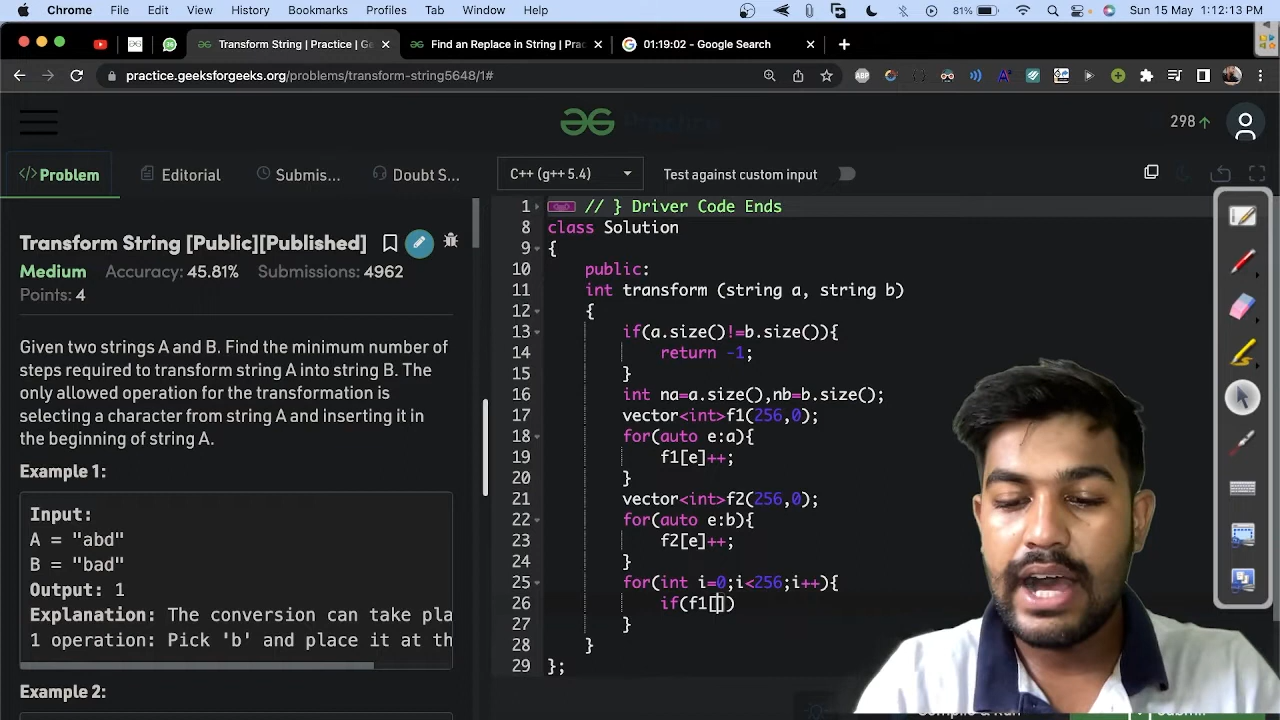 Chrome File Edit View History Bookmarks Profiles Tab Window Help 81% Sun 15 May 1:12:13 PM
Transform String | Practice | Ge × Find an Replace in String | Prac × 01:19:02 - Google Search × +
practice.geeksforgeeks.org/problems/transform-string5648/1#
Practice
298
</> Problem Editorial Submis... Doubt S...
C++ (g++ 5.4) Test against custom input
Transform String [Public][Published]
Medium Accuracy: 45.81% Submissions: 4962
Points: 4
Given two strings A and B. Find the minimum number of
steps required to transform string A into string B. The
only allowed operation for the transformation is
selecting a character from string A and inserting it in
the beginning of string A.
Example 1:
Input:
A = "abd"
B = "bad"
Output: 1
Explanation: The conversion can take pla
1 operation: Pick 'b' and place it at th
Example 2:
1 // } Driver Code Ends
8 class Solution
9 {
10 public:
11 int transform (string a, string b)
12 {
13 if(a.size()!=b.size()){
14 return -1;
15 }
16 int na=a.size(),nb=b.size();
17 vector<int>f1(256,0);
18 for(auto e:a){
19 f1[e]++;
20 }
21 vector<int>f2(256,0);
22 for(auto e:b){
23 f2[e]++;
24 }
25 for(int i=0;i<256;i++){
26 if(f1[])
27 }
28 }
29 };